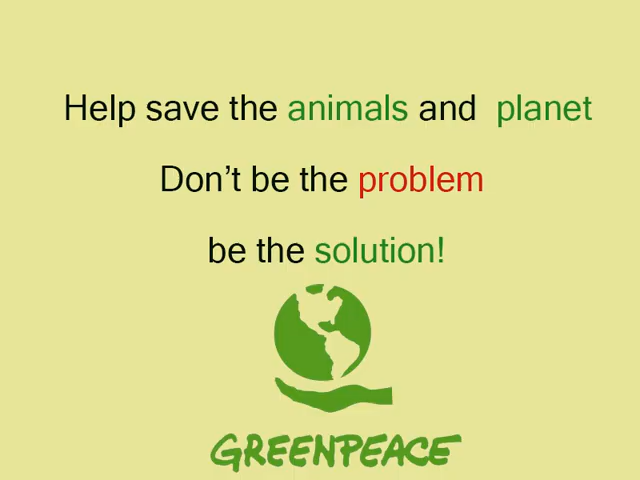 Help save the animals and planet
Don't be the problem
be the solution!
GREENPEACE